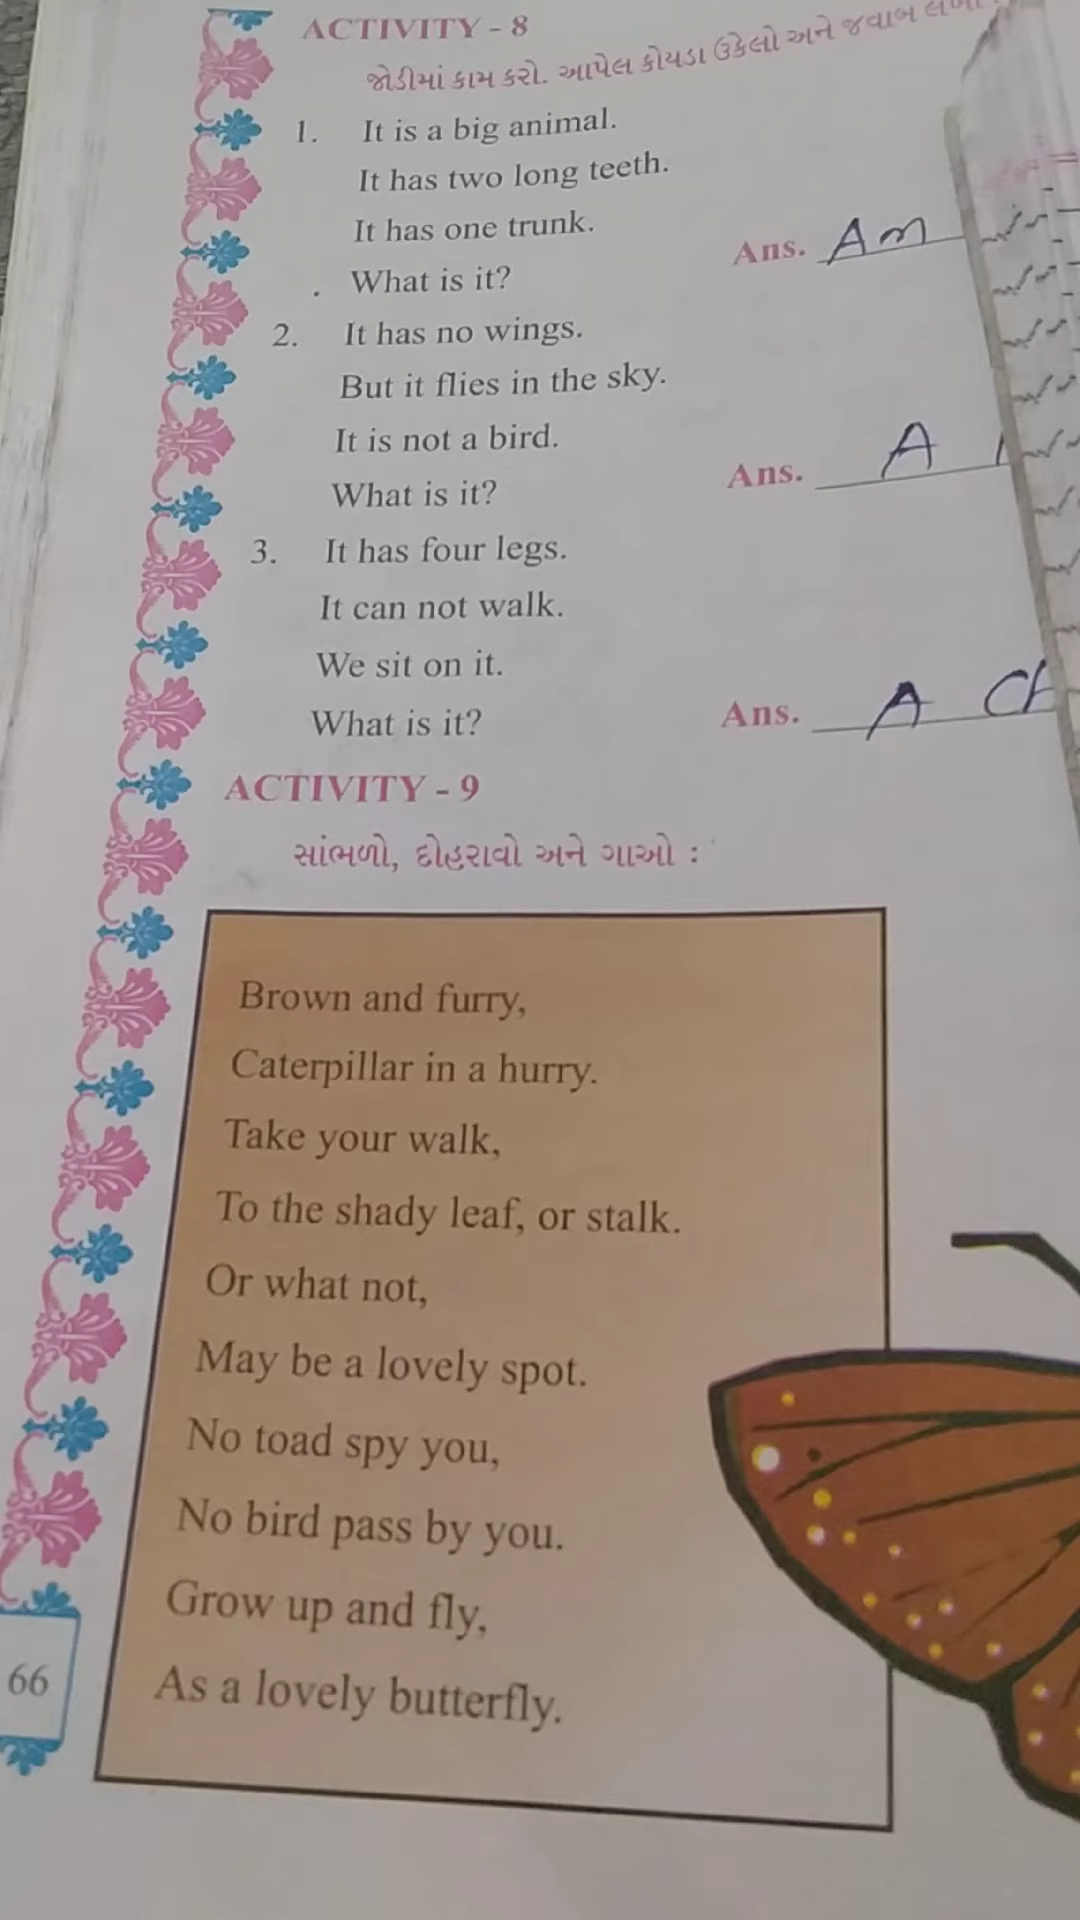 ACTIVITY - 8
જોડીમાં કામ કરો. આપેલ કોયડા ઉકેલો અને જવાબ
1. It is a big animal.
It has two long teeth.
It has one trunk.
What is it?
Ans. Am
2. It has no wings.
But it flies in the sky.
It is not a bird.
What is it?
Ans. A
3. It has four legs.
It can not walk.
We sit on it.
What is it?
Ans. A Ch
ACTIVITY - 9
સાંભળો, દોહરાવો અને ગાઓ :
Brown and furry,
Caterpillar in a hurry.
Take your walk,
To the shady leaf, or stalk.
Or what not,
May be a lovely spot.
No toad spy you,
No bird pass by you.
Grow up and fly,
As a lovely butterfly.
66